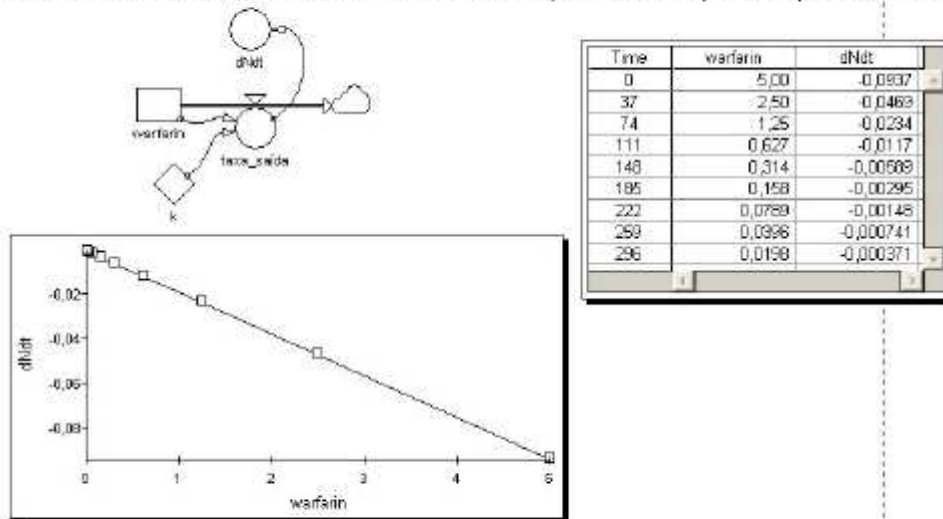 dNdt
warfarin
taxa_saida
k
Time warfarin dNdt
0 5,00 -0,0937
37 2,50 -0,0469
74 1,25 -0,0234
111 0,627 -0,0117
148 0,314 -0,00589
185 0,158 -0,00295
222 0,0789 -0,00148
259 0,0396 -0,000741
296 0,0198 -0,000371
-0,02
-0,04
-0,06
-0,08
dNdt
0 1 2 3 4 5
warfarin